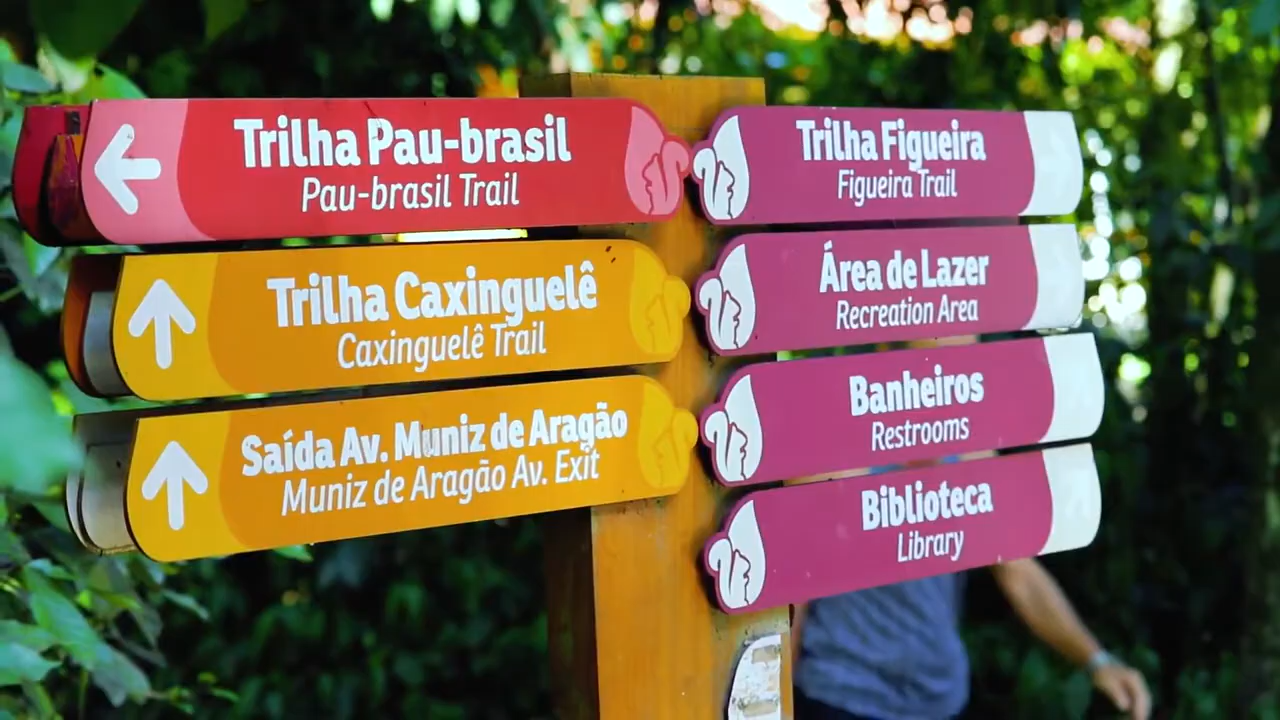 Trilha Pau-brasil
Pau-brasil Trail
Trilha Caxinguelê
Caxinguelê Trail
Saída Av. Muniz de Aragão
Muniz de Aragão Av. Exit
Trilha Figueira
Figueira Trail
Área de Lazer
Recreation Area
Banheiros
Restrooms
Biblioteca
Library